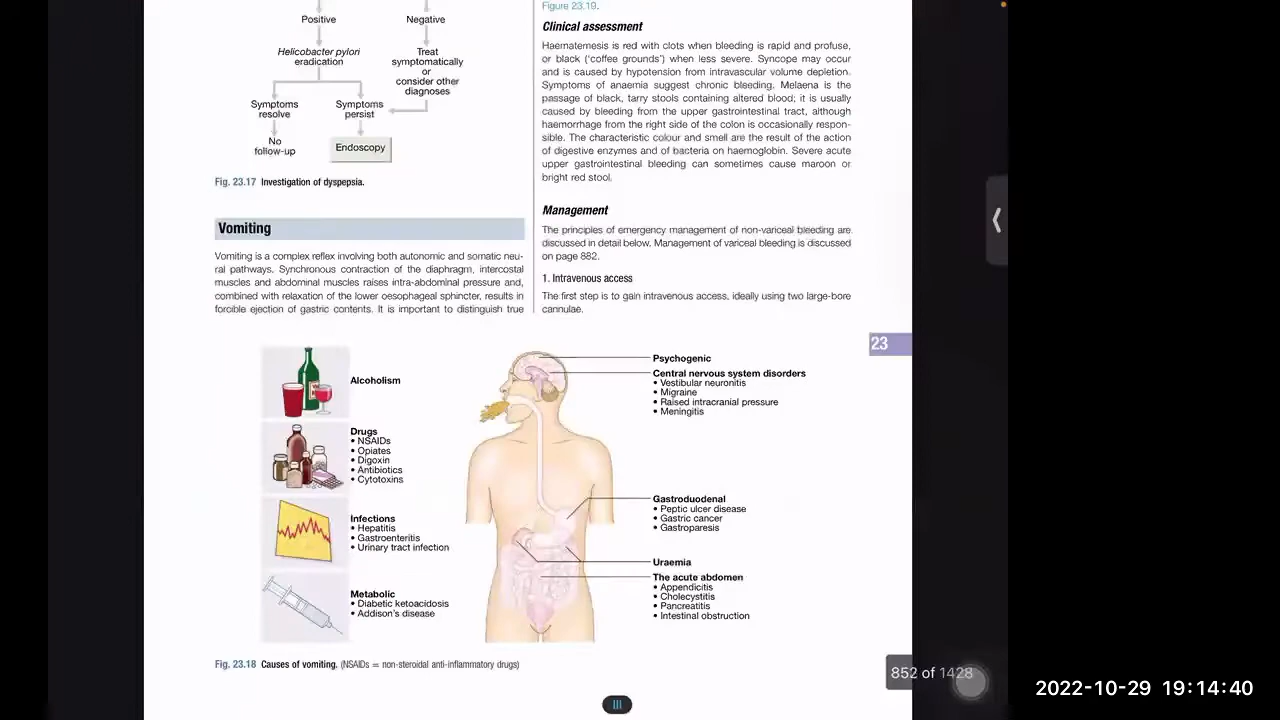 Positive
Negative
Helicobacter pylori
eradication
Treat
symptomatically
or
consider other
diagnoses
Symptoms
resolve
Symptoms
persist
No
follow-up
Endoscopy
Fig. 23.17 Investigation of dyspepsia.
Vomiting
Vomiting is a complex reflex involving both autonomic and somatic neu-
ral pathways. Synchronous contraction of the diaphragm, intercostal
muscles and abdominal muscles raises intra-abdominal pressure and,
combined with relaxation of the lower oesophageal sphincter, results in
forcible ejection of gastric contents. It is important to distinguish true
Figure 23.19.
Clinical assessment
Haematemesis is red with clots when bleeding is rapid and profuse,
or black (‘coffee grounds’) when less severe. Syncope may occur
and is caused by hypotension from intravascular volume depletion.
Symptoms of anaemia suggest chronic bleeding. Melaena is the
passage of black, tarry stools containing altered blood; it is usually
caused by bleeding from the upper gastrointestinal tract, although
haemorrhage from the right side of the colon is occasionally respon-
sible. The characteristic colour and smell are the result of the action
of digestive enzymes and of bacteria on haemoglobin. Severe acute
upper gastrointestinal bleeding can sometimes cause maroon or
bright red stool.
Management
The principles of emergency management of non-variceal bleeding are
discussed in detail below. Management of variceal bleeding is discussed
on page 882.
1. Intravenous access
The first step is to gain intravenous access, ideally using two large-bore
cannulae.
23
Alcoholism
Drugs
• NSAIDs
• Opiates
• Digoxin
• Antibiotics
• Cytotoxins
Infections
• Hepatitis
• Gastroenteritis
• Urinary tract infection
Metabolic
• Diabetic ketoacidosis
• Addison's disease
Psychogenic
Central nervous system disorders
• Vestibular neuronitis
• Migraine
• Raised intracranial pressure
• Meningitis
Gastroduodenal
• Peptic ulcer disease
• Gastric cancer
• Gastroparesis
Uraemia
The acute abdomen
• Appendicitis
• Cholecystitis
• Pancreatitis
• Intestinal obstruction
Fig. 23.18 Causes of vomiting. (NSAIDs = non-steroidal anti-inflammatory drugs)
852 of 1428
2022-10-29 19:14:40